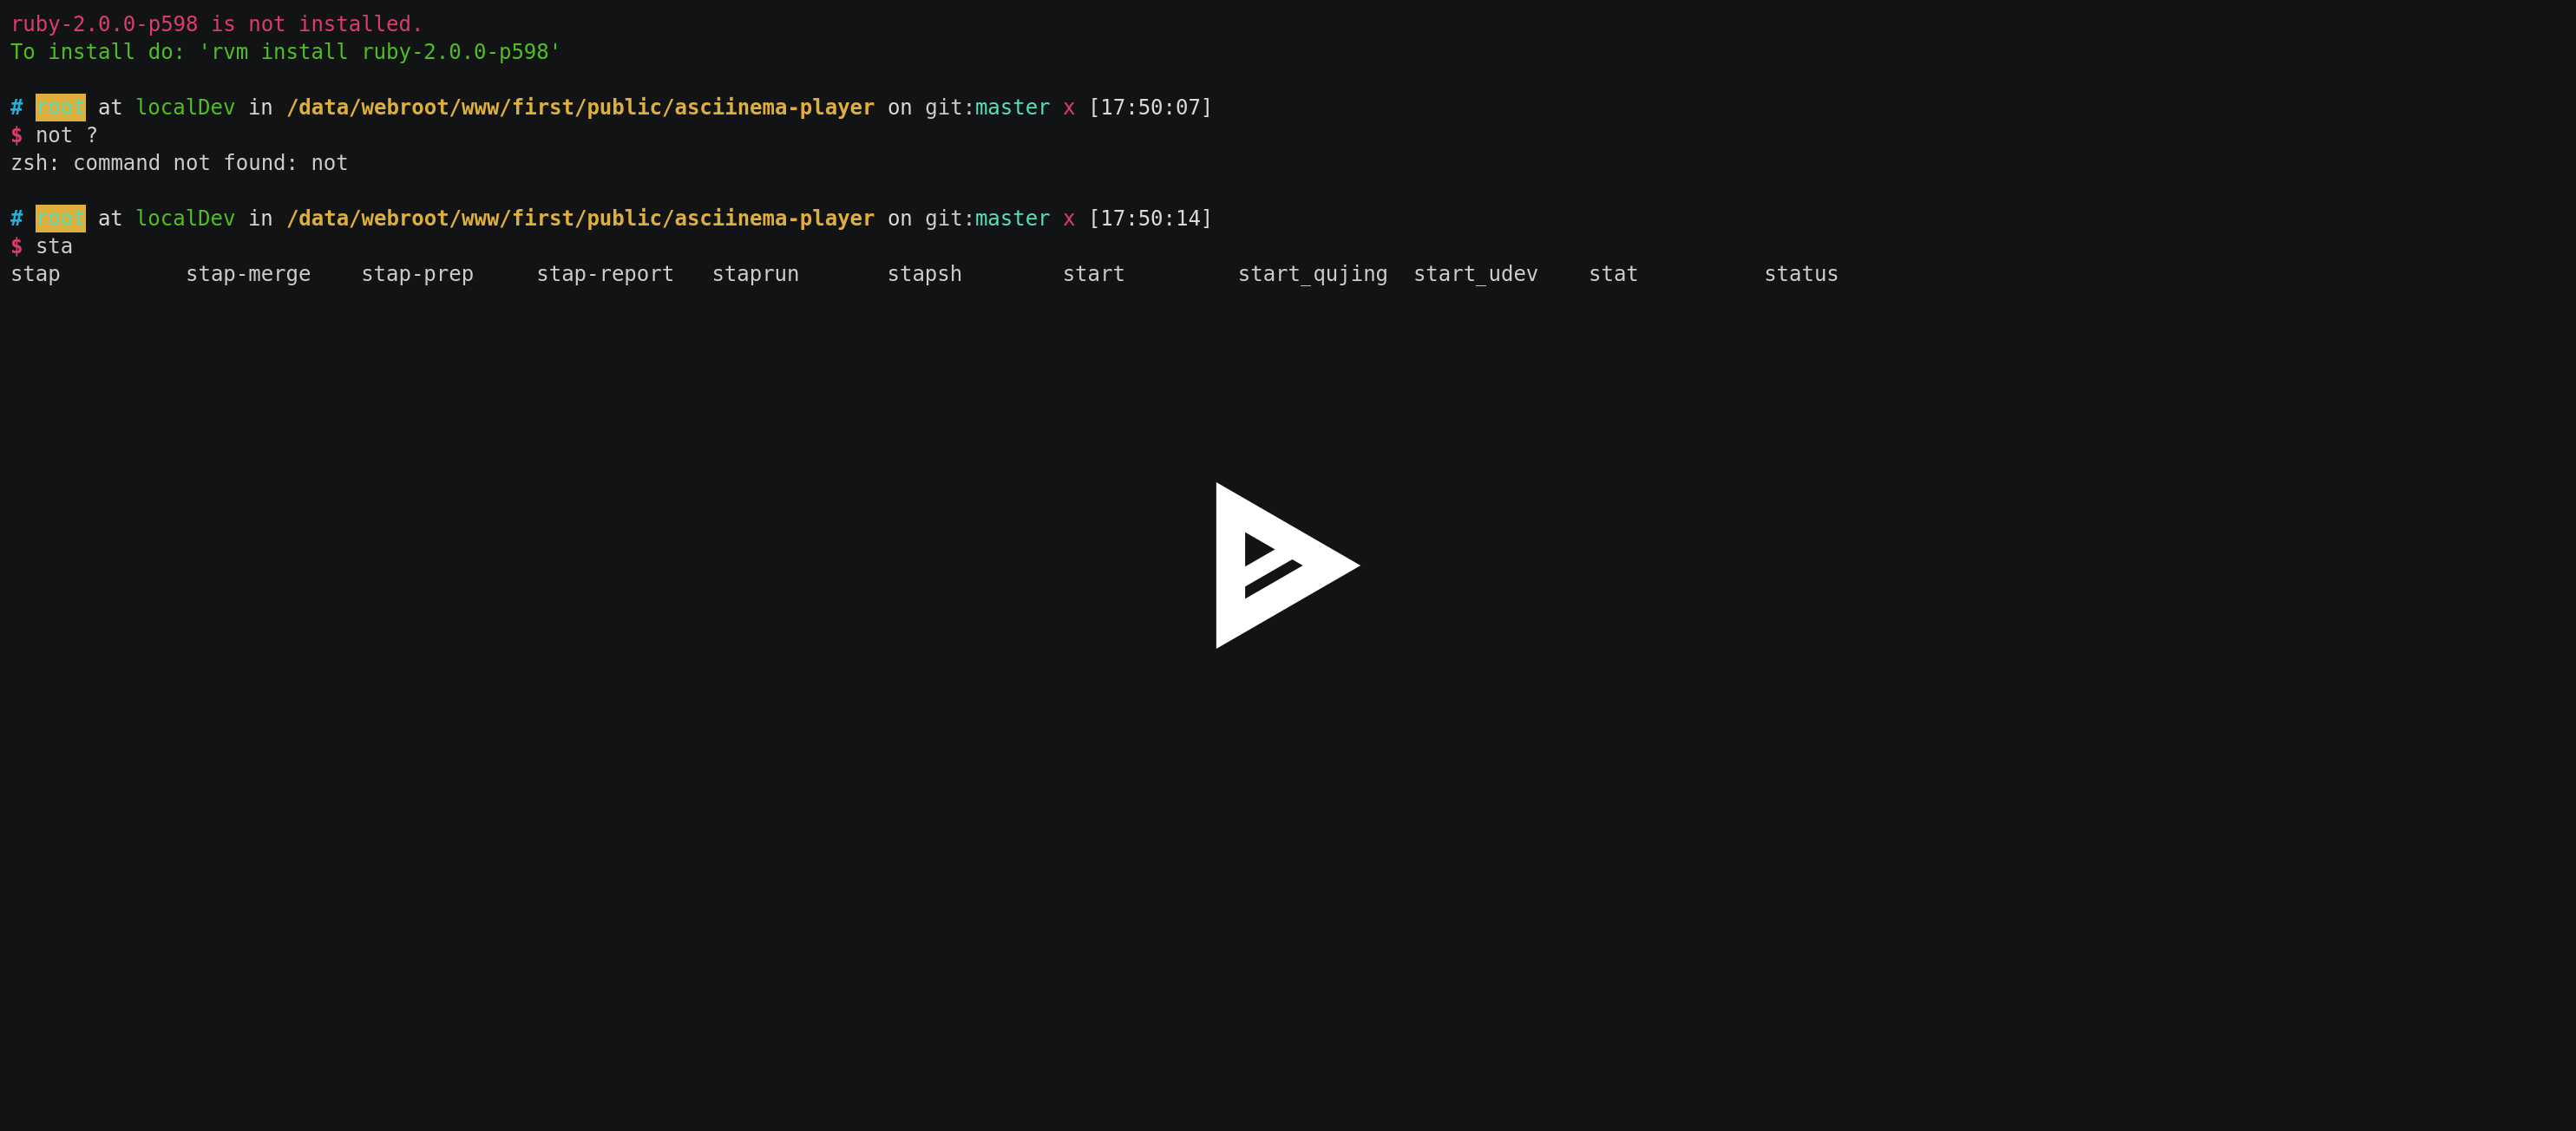 ruby-2.0.0-p598 is not installed.
To install do: 'rvm install ruby-2.0.0-p598'
# root at localDev in /data/webroot/www/first/public/asciinema-player on git:master x [17:50:07]
$ not ?
zsh: command not found: not
# root at localDev in /data/webroot/www/first/public/asciinema-player on git:master x [17:50:14]
$ sta
stap stap-merge stap-prep stap-report staprun stapsh start start_qujing start_udev stat status